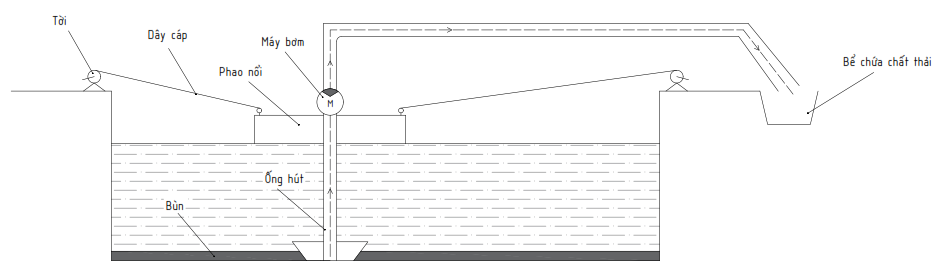 Tời
Dây cáp
Máy bơm
Phao nổi
Bể chứa chất thải
M
Ống hút
Bùn